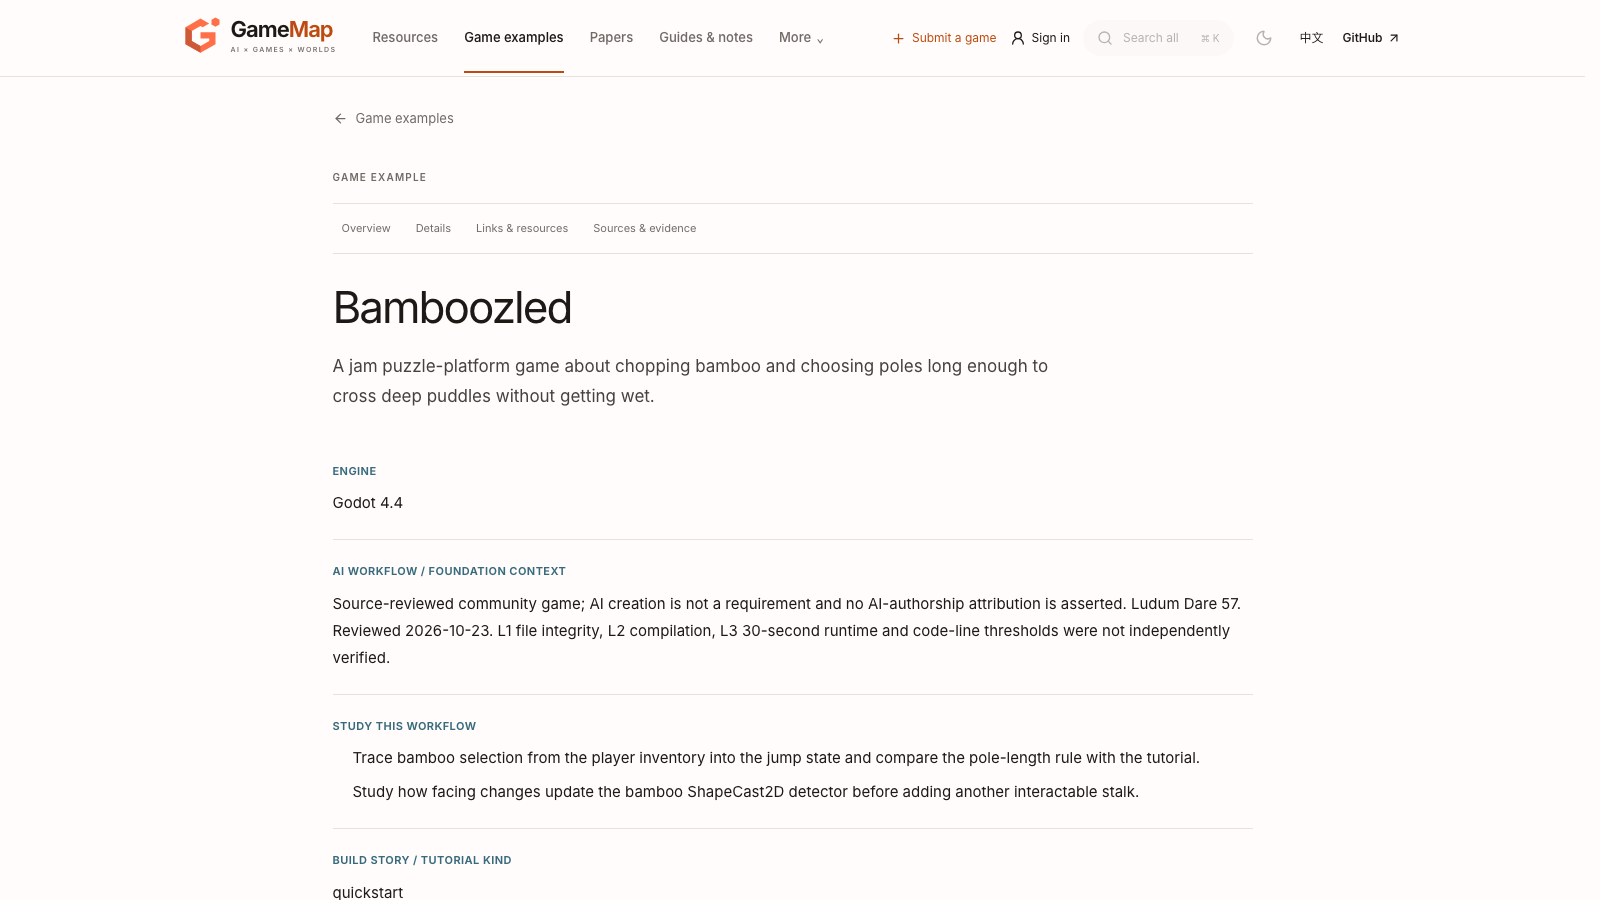 GameMap
AI × GAMES × WORLDS
Resources
Game examples
Papers
Guides & notes
More
Submit a game
Sign in
Search all
⌘ K
中文
GitHub
Game examples
GAME EXAMPLE
Overview
Details
Links & resources
Sources & evidence
Bamboozled
A jam puzzle-platform game about chopping bamboo and choosing poles long enough to
cross deep puddles without getting wet.
ENGINE
Godot 4.4
AI WORKFLOW / FOUNDATION CONTEXT
Source-reviewed community game; AI creation is not a requirement and no AI-authorship attribution is asserted. Ludum Dare 57.
Reviewed 2026-10-23. L1 file integrity, L2 compilation, L3 30-second runtime and code-line thresholds were not independently
verified.
STUDY THIS WORKFLOW
Trace bamboo selection from the player inventory into the jump state and compare the pole-length rule with the tutorial.
Study how facing changes update the bamboo ShapeCast2D detector before adding another interactable stalk.
BUILD STORY / TUTORIAL KIND
quickstart